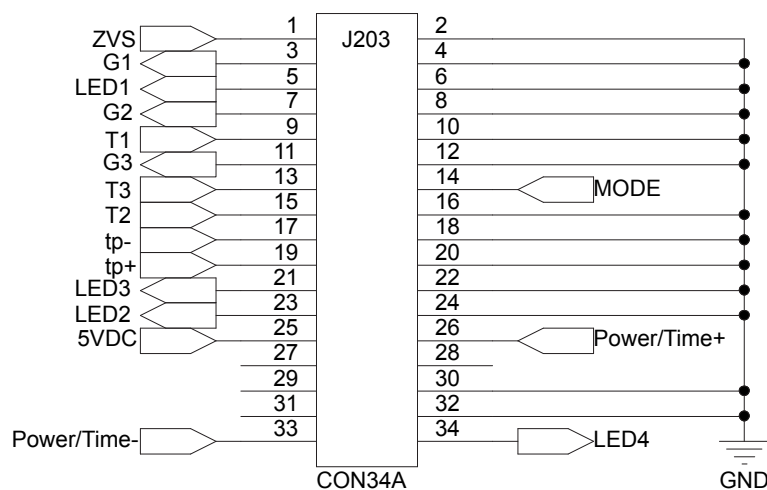 J203
ZVS 1 2
G1 3 4
LED1 5 6
G2 7 8
T1 9 10
G3 11 12
T3 13 14 MODE
T2 15 16
tp- 17 18
tp+ 19 20
LED3 21 22
LED2 23 24
5VDC 25 26 Power/Time+
27 28
29 30
31 32
Power/Time- 33 34 LED4
CON34A
GND